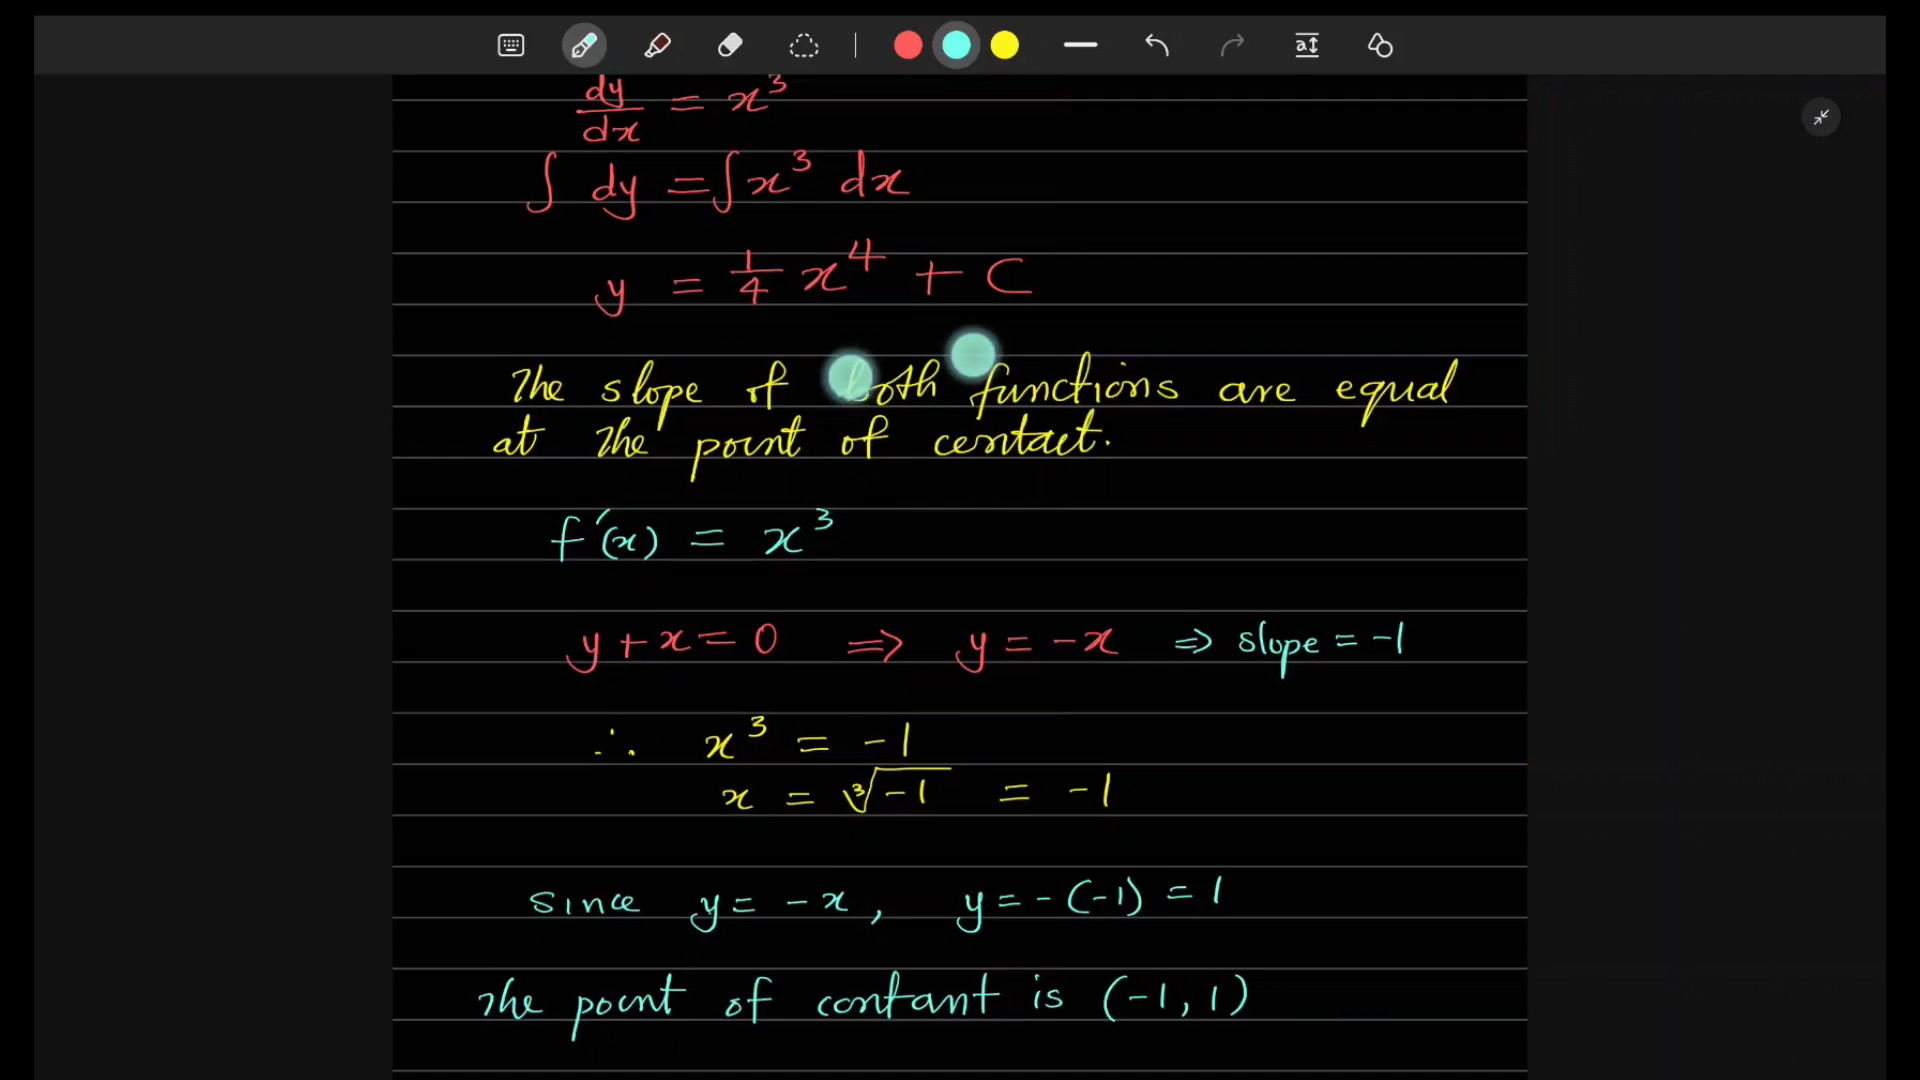 dy/dx = x³
∫ dy = ∫ x³ dx
y = 1/4 x⁴ + C
The slope of both functions are equal
at the point of contact.
f'(x) = x³
y + x = 0 ⇒ y = -x ⇒ slope = -1
∴ x³ = -1
x = ³√-1 = -1
since y = -x, y = -(-1) = 1
The point of contant is (-1, 1)